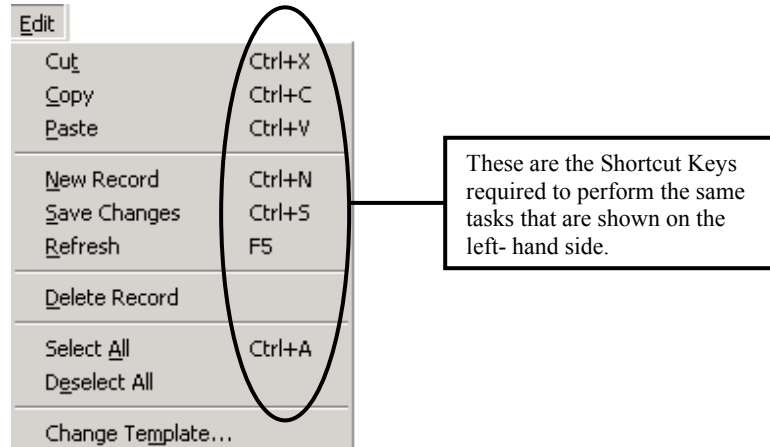 Edit
Cut Ctrl+X
Copy Ctrl+C
Paste Ctrl+V
New Record Ctrl+N
Save Changes Ctrl+S
Refresh F5
Delete Record
Select All Ctrl+A
Deselect All
Change Template...
These are the Shortcut Keys
required to perform the same
tasks that are shown on the
left- hand side.